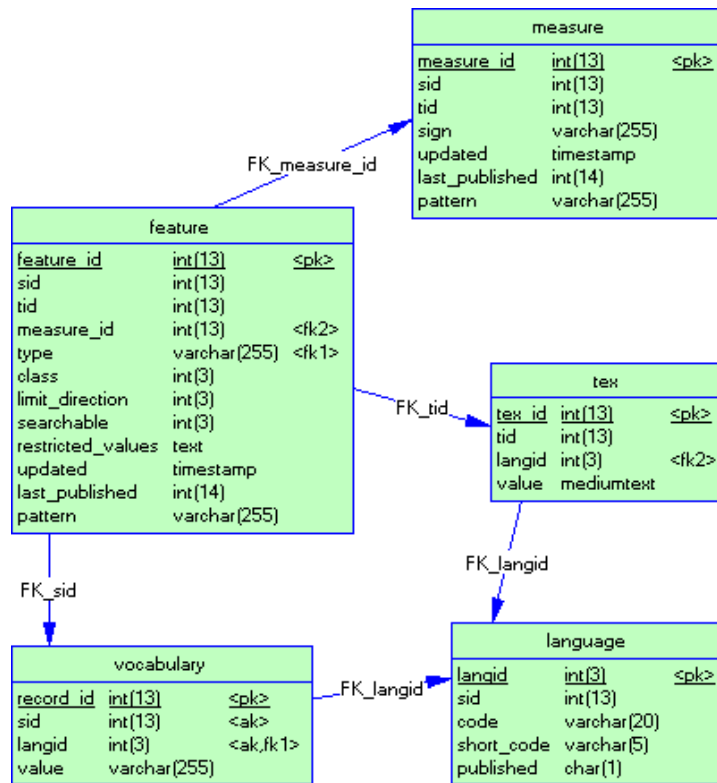 measure
measure_id int(13) <pk>
sid int(13)
tid int(13)
sign varchar(255)
updated timestamp
last_published int(14)
pattern varchar(255)
FK_measure_id
feature
feature_id int(13) <pk>
sid int(13)
tid int(13)
measure_id int(13) <fk2>
type varchar(255) <fk1>
class int(3)
limit_direction int(3)
searchable int(3)
restricted_values text
updated timestamp
last_published int(14)
pattern varchar(255)
FK_tid
tex
tex_id int(13) <pk>
tid int(13)
langid int(3) <fk2>
value mediumtext
FK_langid
FK_sid
vocabulary
record_id int(13) <pk>
sid int(13) <ak>
langid int(3) <ak,fk1>
value varchar(255)
FK_langid
language
langid int(3) <pk>
sid int(13)
code varchar(20)
short_code varchar(5)
published char(1)